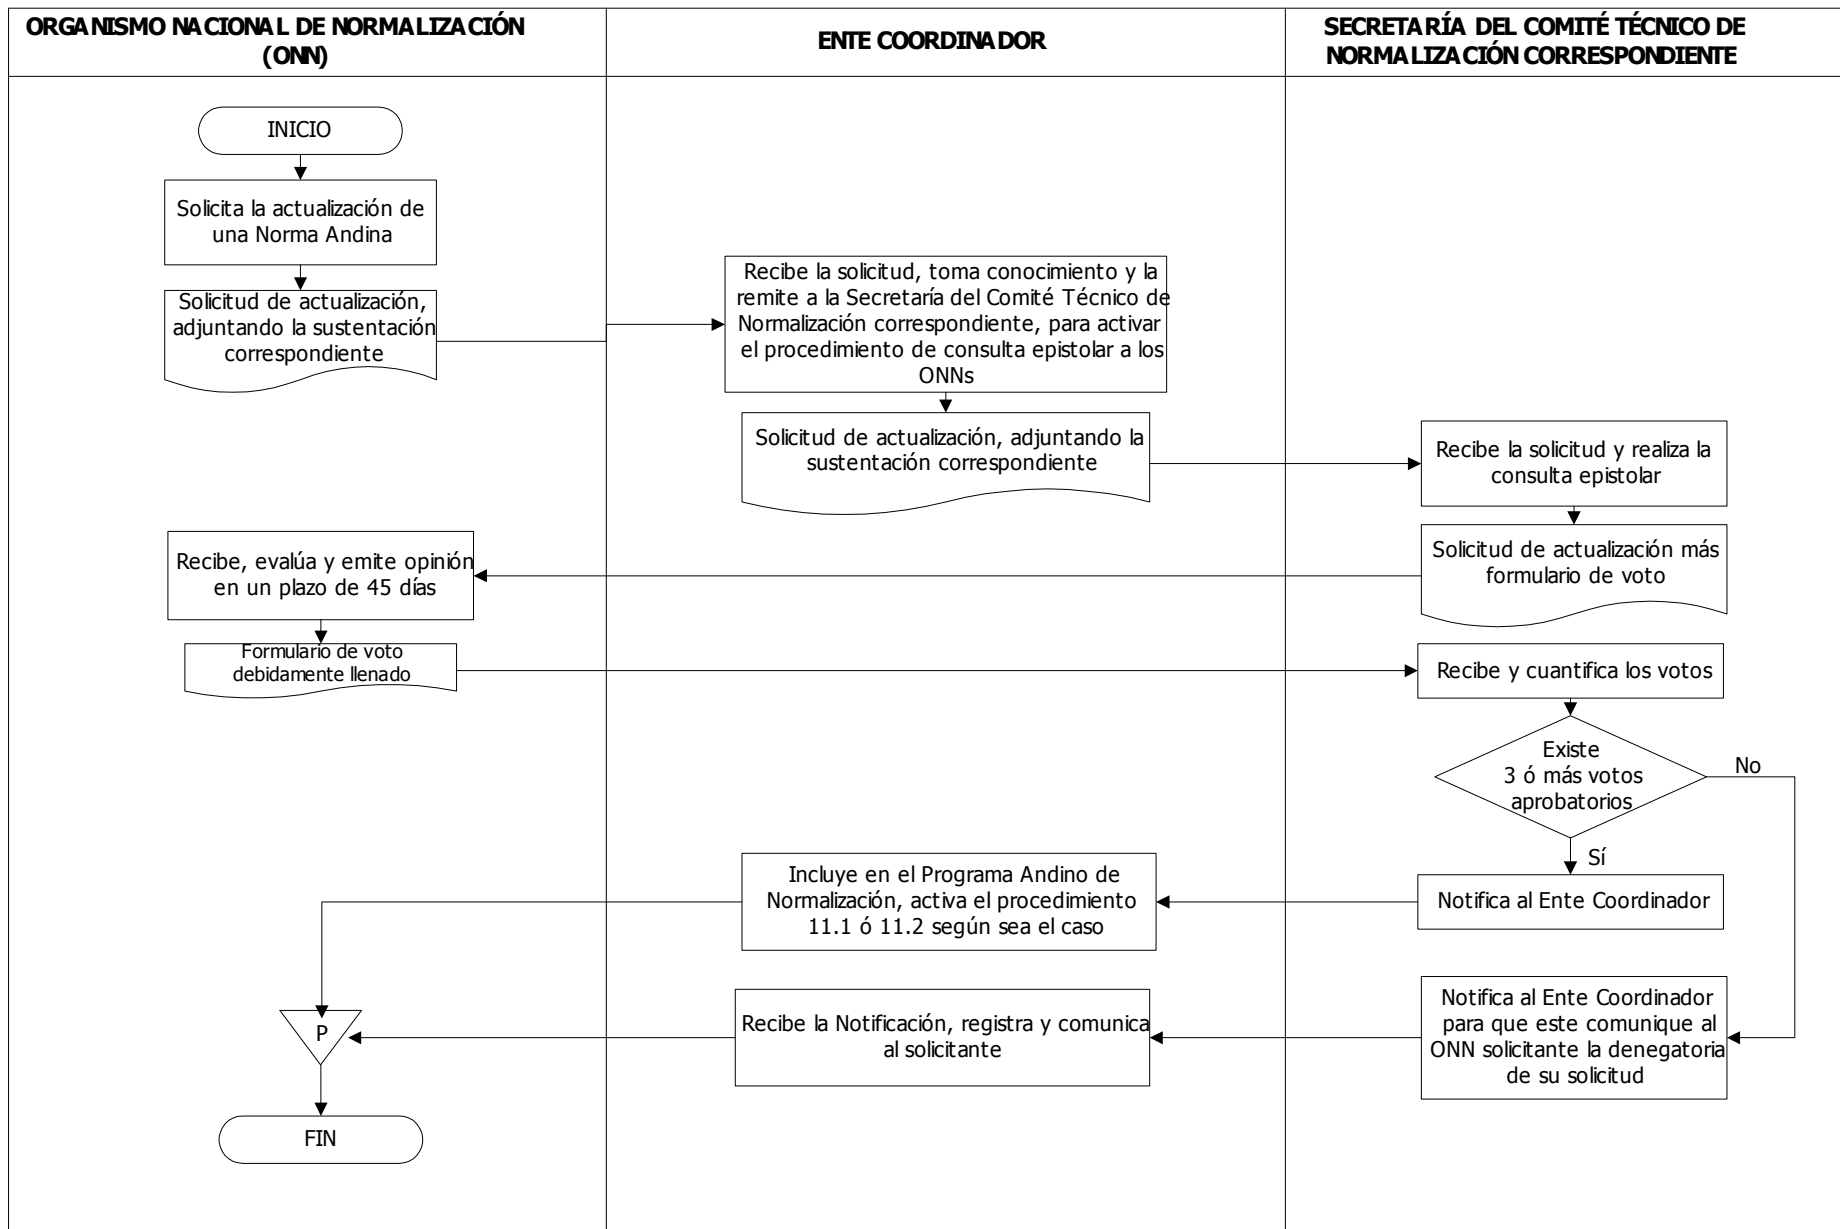 ORGANISMO NACIONAL DE NORMALIZACIÓN
(ONN)
ENTE COORDINADOR
SECRETARÍA DEL COMITÉ TÉCNICO DE
NORMALIZACIÓN CORRESPONDIENTE
INICIO
Solicita la actualización de
una Norma Andina
Solicitud de actualización,
adjuntando la sustentación
correspondiente
Recibe la solicitud, toma conocimiento y la
remite a la Secretaría del Comité Técnico de
Normalización correspondiente, para activar
el procedimiento de consulta epistolar a los
ONNs
Solicitud de actualización, adjuntando la
sustentación correspondiente
Recibe la solicitud y realiza la
consulta epistolar
Solicitud de actualización más
formulario de voto
Recibe, evalúa y emite opinión
en un plazo de 45 días
Formulario de voto
debidamente llenado
Recibe y cuantifica los votos
Existe
3 ó más votos
aprobatorios
No
Sí
Notifica al Ente Coordinador
Incluye en el Programa Andino de
Normalización, activa el procedimiento
11.1 ó 11.2 según sea el caso
Notifica al Ente Coordinador
para que este comunique al
ONN solicitante la denegatoria
de su solicitud
Recibe la Notificación, registra y comunica
al solicitante
P
FIN